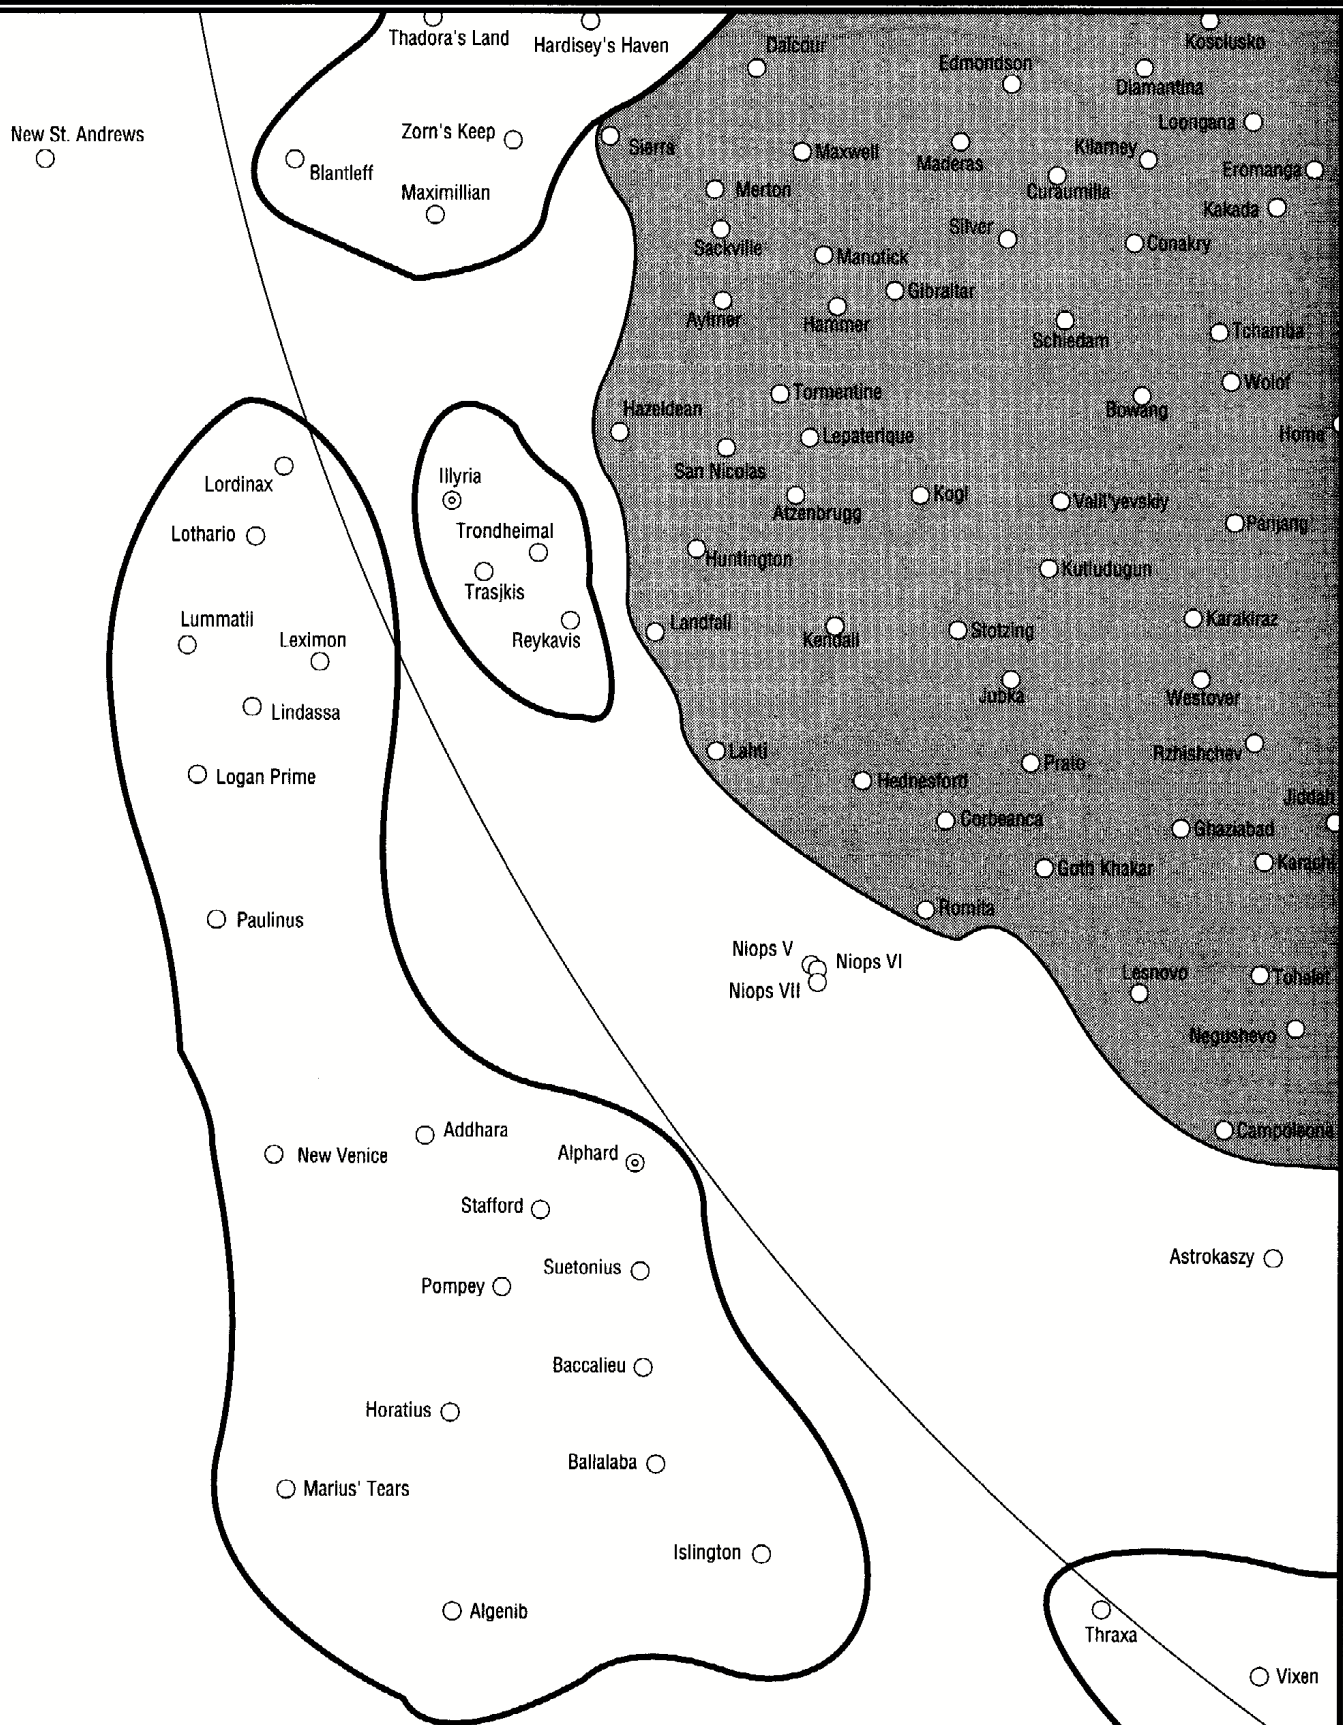 Thadora's Land
Hardisey's Haven
Dalcour
Edmondson
Kosciusko
Diamantina
New St. Andrews
Blantleff
Zorn's Keep
Maximillian
Sierra
Maxwell
Maderas
Kilarney
Loongana
Eromanga
Merton
Curaumilla
Kakada
Sackville
Silver
Conakry
Manotick
Gibraltar
Aylmer
Hammer
Schiedam
Tchamba
Tormentine
Wolof
Hazeldean
Bowang
Lepaterique
Home
San Nicolas
Lordinax
Illyria
Atzenbrugg
Kogl
Valil'yevskiy
Panjang
Lothario
Trondheimal
Huntington
Kutludugun
Trasjkis
Lummatii
Leximon
Reykavis
Landfall
Kendall
Stotzing
Karakiraz
Jubka
Westover
Lindassa
Lahti
Rzhishchev
Logan Prime
Hednesford
Prato
Jiddah
Corbeanca
Ghaziabad
Goth Khakar
Karachi
Paulinus
Romita
Niops V
Niops VI
Niops VII
Lesnovo
Tohelet
Negushevo
New Venice
Addhara
Alphard
Campoleone
Stafford
Suetonius
Pompey
Astrokaszy
Baccalieu
Horatius
Ballalaba
Marius' Tears
Islington
Algenib
Thraxa
Vixen